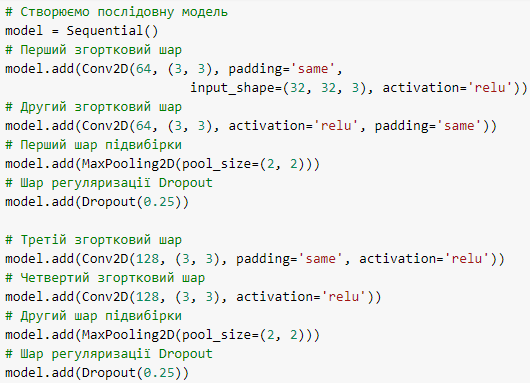 # Створюємо послідовну модель
model = Sequential()
# Перший згортковий шар
model.add(Conv2D(64, (3, 3), padding='same',
                        input_shape=(32, 32, 3), activation='relu'))
# Другий згортковий шар
model.add(Conv2D(64, (3, 3), activation='relu', padding='same'))
# Перший шар підвибірки
model.add(MaxPooling2D(pool_size=(2, 2)))
# Шар регуляризації Dropout
model.add(Dropout(0.25))

# Третій згортковий шар
model.add(Conv2D(128, (3, 3), padding='same', activation='relu'))
# Четвертий згортковий шар
model.add(Conv2D(128, (3, 3), activation='relu'))
# Другий шар підвибірки
model.add(MaxPooling2D(pool_size=(2, 2)))
# Шар регуляризації Dropout
model.add(Dropout(0.25))